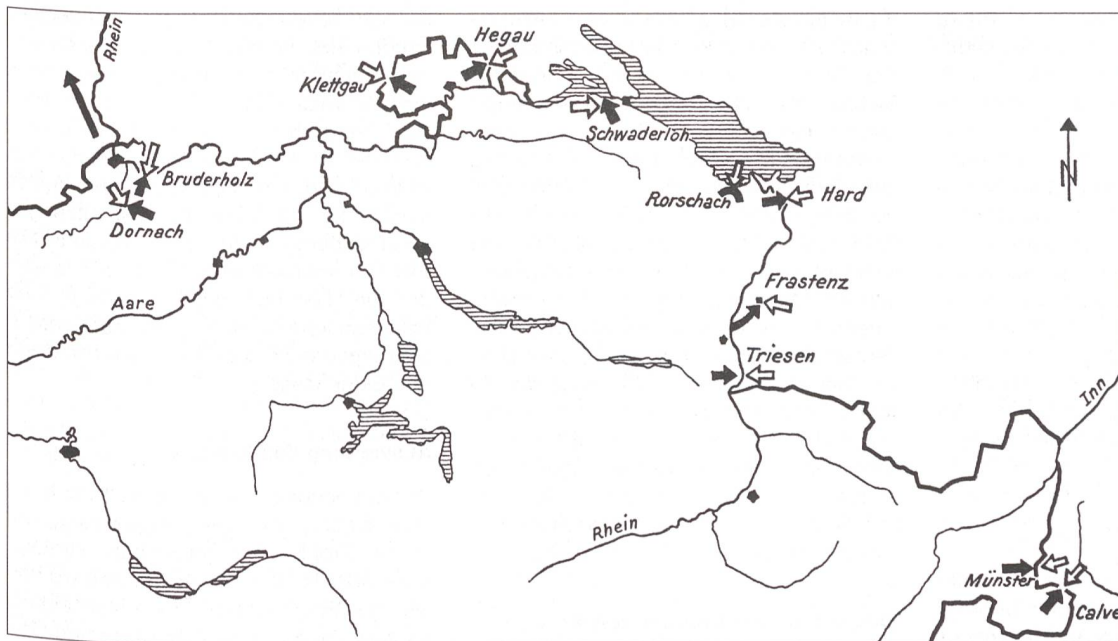 Rhein
Hegau
Klettgau
Schwaderloh
N
Bruderholz
Rorschach
Hard
Dornach
Frastenz
Aare
Triesen
Inn
Rhein
Münster
Calve